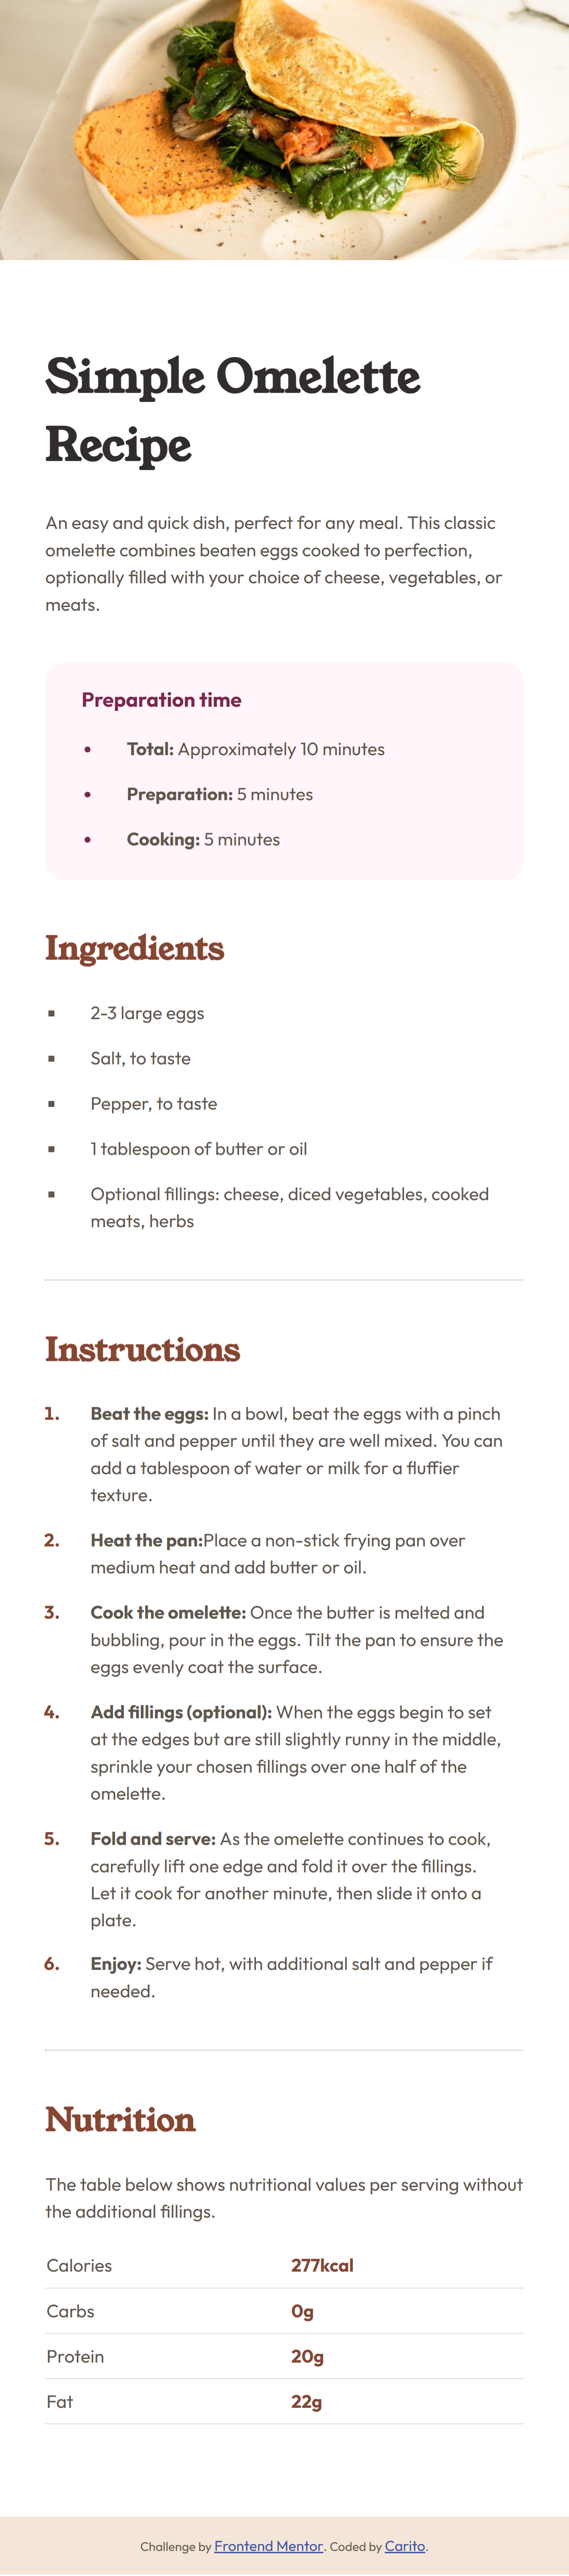 Simple Omelette
Recipe
An easy and quick dish, perfect for any meal. This classic
omelette combines beaten eggs cooked to perfection,
optionally filled with your choice of cheese, vegetables, or
meats.
Preparation time
• Total: Approximately 10 minutes
• Preparation: 5 minutes
• Cooking: 5 minutes
Ingredients
▪ 2-3 large eggs
▪ Salt, to taste
▪ Pepper, to taste
▪ 1 tablespoon of butter or oil
▪ Optional fillings: cheese, diced vegetables, cooked
meats, herbs
Instructions
1. Beat the eggs: In a bowl, beat the eggs with a pinch
of salt and pepper until they are well mixed. You can
add a tablespoon of water or milk for a fluffier
texture.
2. Heat the pan:Place a non-stick frying pan over
medium heat and add butter or oil.
3. Cook the omelette: Once the butter is melted and
bubbling, pour in the eggs. Tilt the pan to ensure the
eggs evenly coat the surface.
4. Add fillings (optional): When the eggs begin to set
at the edges but are still slightly runny in the middle,
sprinkle your chosen fillings over one half of the
omelette.
5. Fold and serve: As the omelette continues to cook,
carefully lift one edge and fold it over the fillings.
Let it cook for another minute, then slide it onto a
plate.
6. Enjoy: Serve hot, with additional salt and pepper if
needed.
Nutrition
The table below shows nutritional values per serving without
the additional fillings.
Calories 277kcal
Carbs 0g
Protein 20g
Fat 22g
Challenge by Frontend Mentor. Coded by Carito.